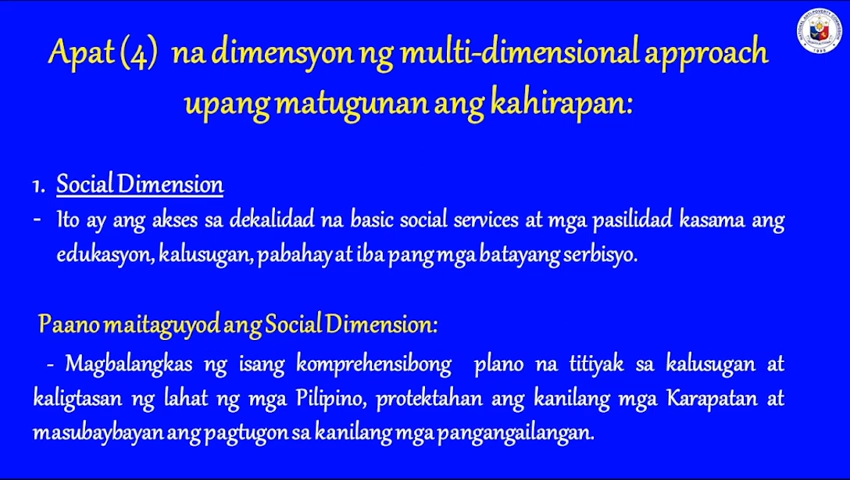 Apat (4) na dimensyon ng multi-dimensional approach
upang matugunan ang kahirapan:
1. Social Dimension
- Ito ay ang akses sa dekalidad na basic social services at mga pasilidad kasama ang
edukasyon, kalusugan, pabahay at iba pang mga batayang serbisyo.
Paano maitaguyod ang Social Dimension:
- Magbalangkas ng isang komprehensibong plano na titiyak sa kalusugan at
kaligtasan ng lahat ng mga Pilipino, protektahan ang kanilang mga Karapatan at
masubaybayan ang pagtugon sa kanilang mga pangangailangan.